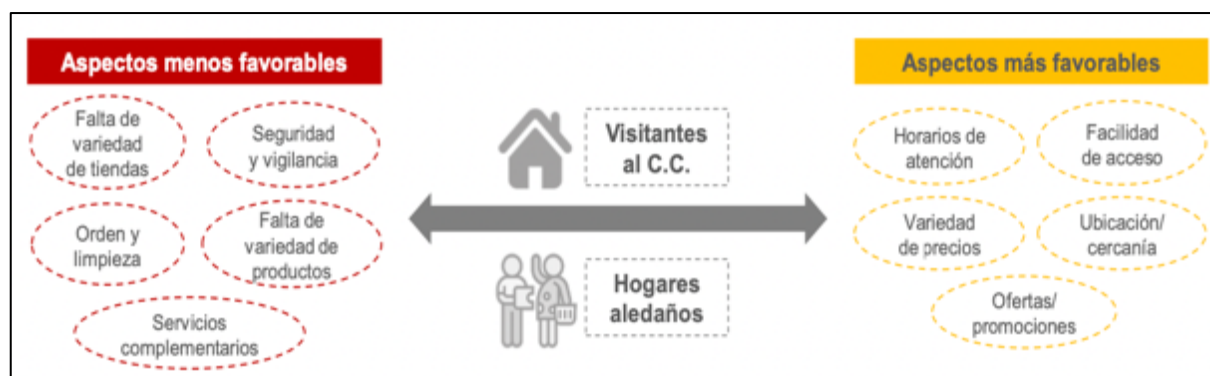 Aspectos menos favorables
Falta de
variedad
de tiendas
Seguridad
y vigilancia
Orden y
limpieza
Falta de
variedad de
productos
Servicios
complementarios
Visitantes
al C.C.
Hogares
aledaños
Aspectos más favorables
Horarios de
atención
Facilidad
de acceso
Variedad
de precios
Ubicación/
cercanía
Ofertas/
promociones